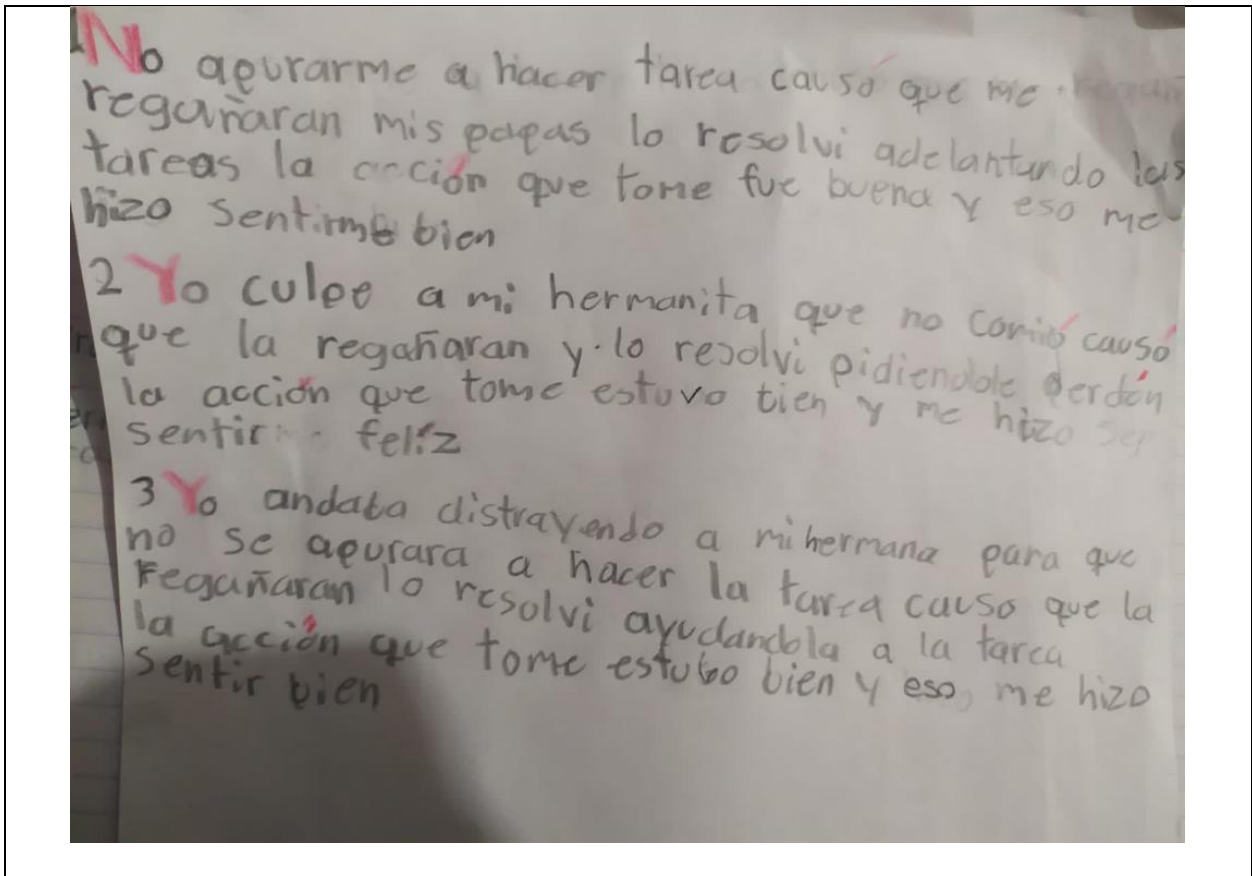 No apurarme a hacer tarea causó que me
regañaran mis papas lo resolvi adelantando las
tareas la acción que tome fue buena y eso me
hizo sentirme bien
2 Yo culpe a mi hermanita que no comió causó
que la regañaran y lo resolvi pidiendole perdón
la acción que tome estuvo bien y me hizo
sentir feliz
3 Yo andaba distrayendo a mi hermana para que
no se apurara a hacer la tarea causo que la
regañaran lo resolvi ayudandola a la tarea
la acción que tome estubo bien y eso me hizo
sentir bien